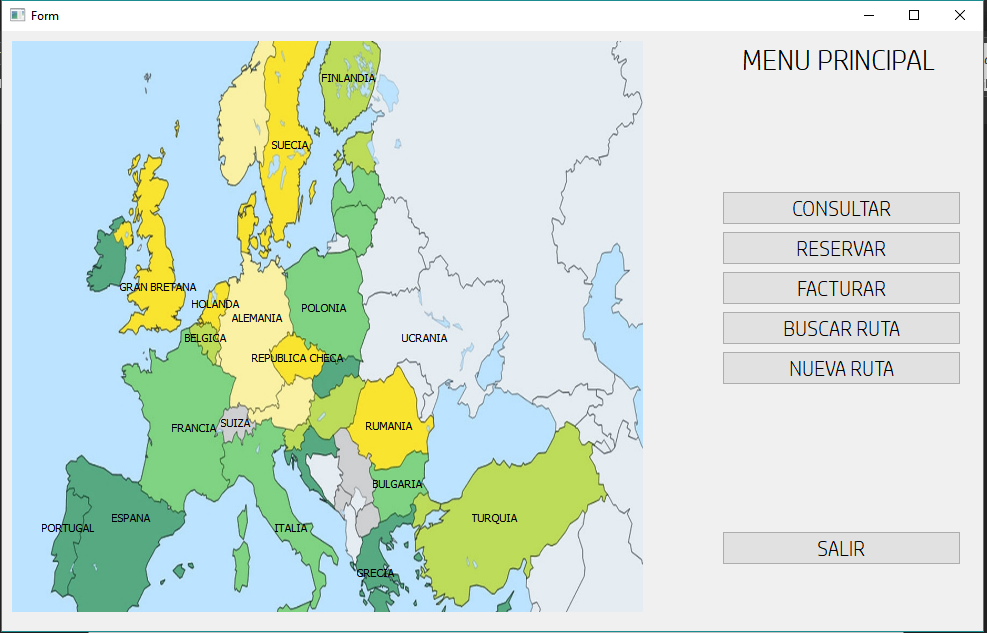 Form
MENU PRINCIPAL
FINLANDIA
SUECIA
GRAN BRETANA
HOLANDA
ALEMANIA
POLONIA
BELGICA
REPUBLICA CHECA
UCRANIA
FRANCIA
SUIZA
RUMANIA
BULGARIA
PORTUGAL
ESPANA
ITALIA
TURQUIA
GRECIA
CONSULTAR
RESERVAR
FACTURAR
BUSCAR RUTA
NUEVA RUTA
SALIR